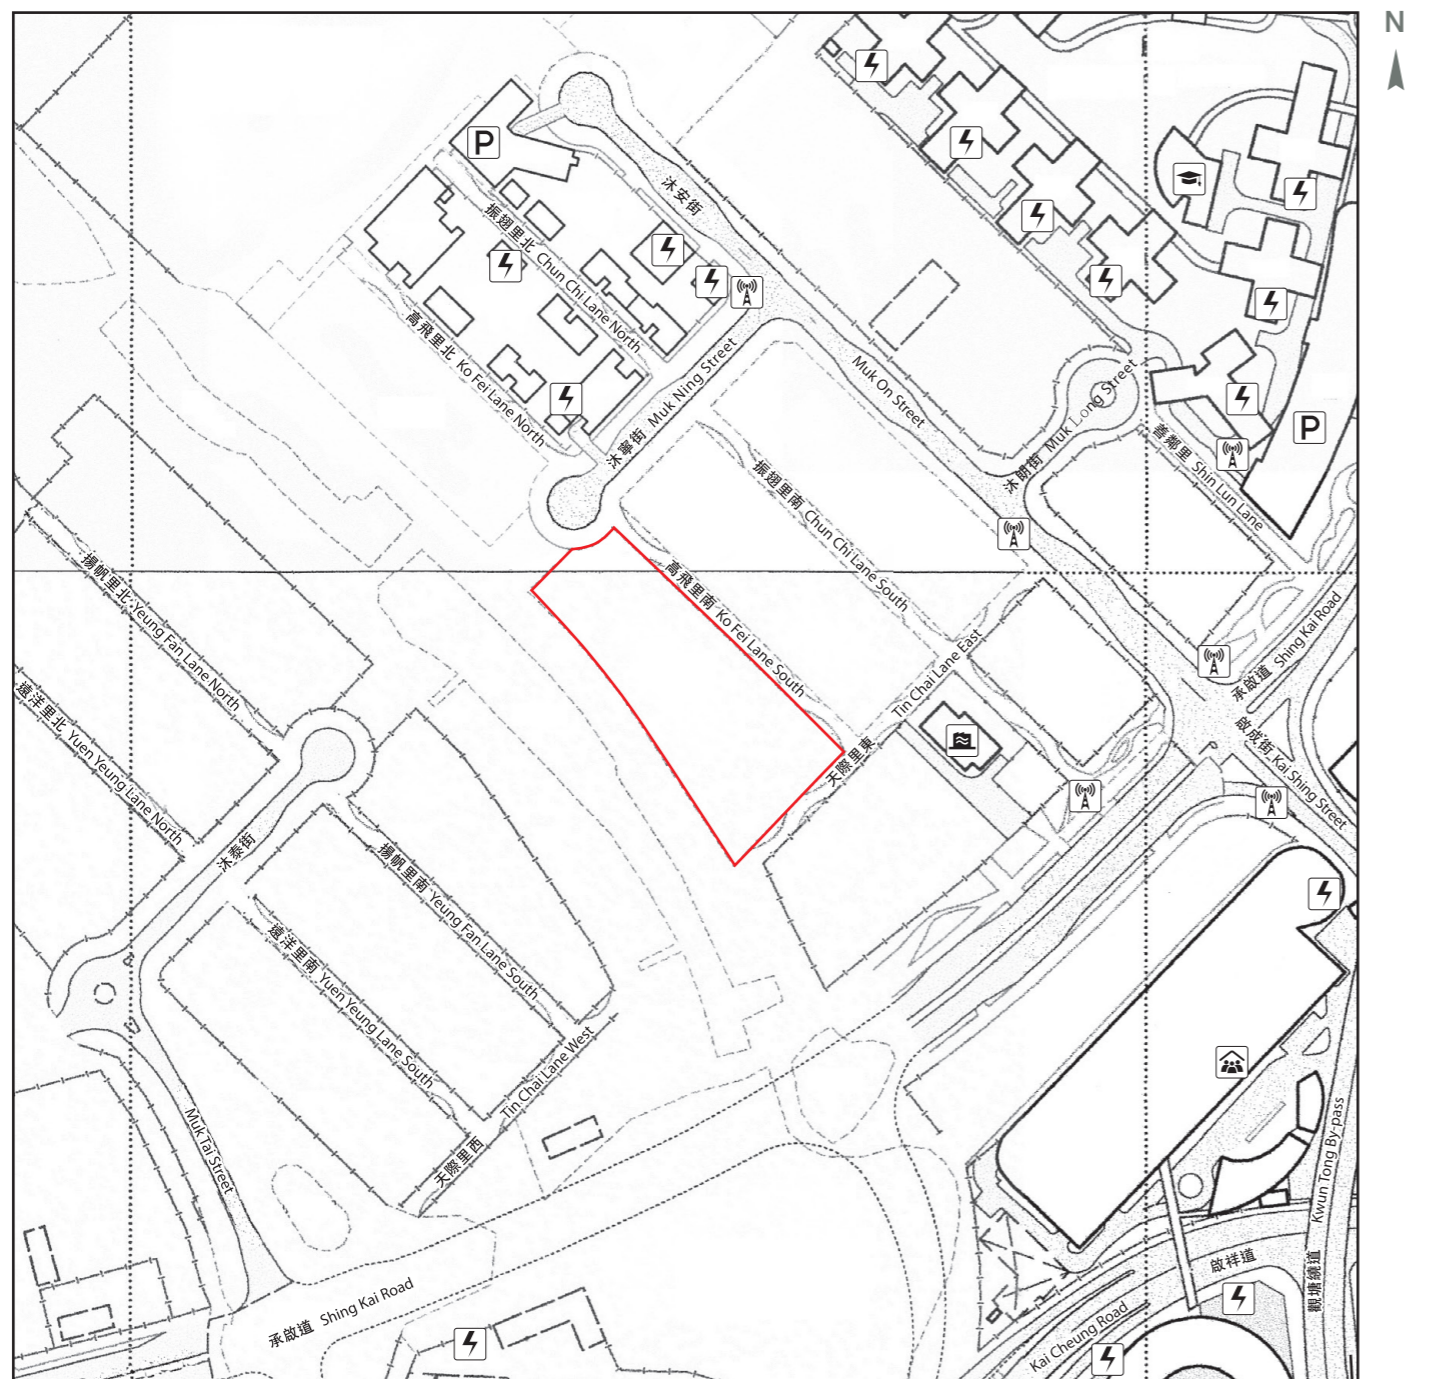 N
P
沐安街
振翅里北 Chun Chi Lane North
高飛里北 Ko Fei Lane North
沐寧街 Muk Ning Street
Muk On Street
沐朗街 Muk Long Street
P
善鄰里 Shin Lun Lane
振翅里南 Chun Chi Lane South
高飛里南 Ko Fei Lane South
揚帆里北 Yeung Fan Lane North
遠洋里北 Yuen Yeung Lane North
天際里東 Tin Chai Lane East
承啟道 Shing Kai Road
啟成街 Kai Shing Street
沐泰街
揚帆里南 Yeung Fan Lane South
遠洋里南 Yuen Yeung Lane South
天際里西 Tin Chai Lane West
Muk Tai Street
承啟道 Shing Kai Road
觀塘繞道 Kwun Tong By-pass
啟祥道
Kai Cheung Road